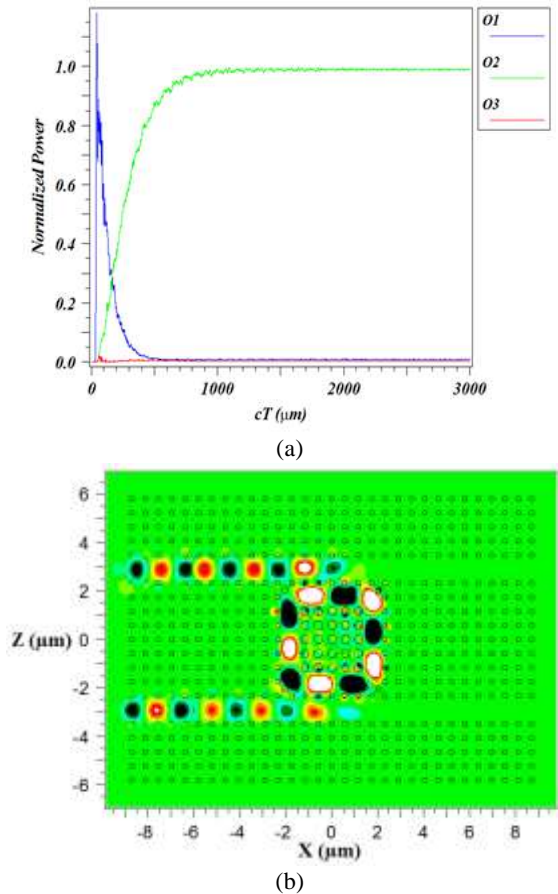 O1
O2
O3
1.0
0.8
0.6
0.4
0.2
0.0
Normalized Power
0 1000 2000 3000
cT (μm)
(a)
6
4
2
0
-2
-4
-6
Z (μm)
-8 -6 -4 -2 0 2 4 6 8
X (μm)
(b)